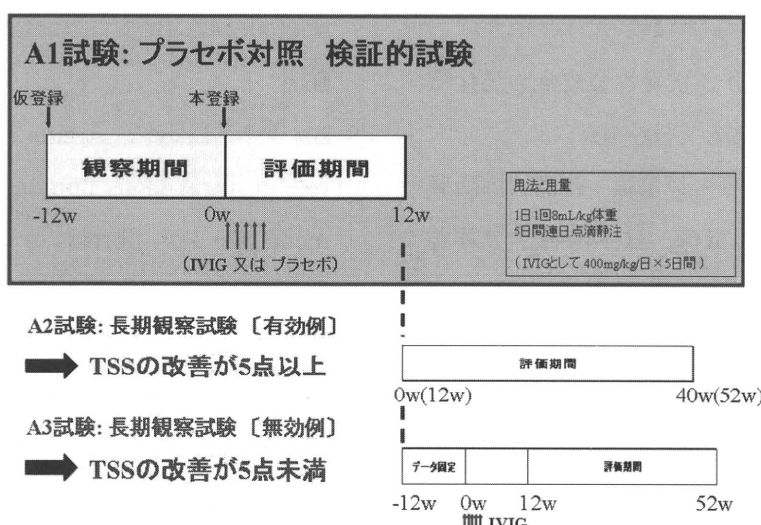 A1試験: プラセボ対照 検証的試験
仮登録 本登録
観察期間 評価期間
-12w 0w 12w
(IVIG 又は プラセボ)
用法・用量
1日1回8mL/kg体重
5日間連日点滴静注
(IVIGとして 400mg/kg/日×5日間)
A2試験: 長期観察試験 〔有効例〕
TSSの改善が5点以上
評価期間
0w(12w) 40w(52w)
A3試験: 長期観察試験 〔無効例〕
TSSの改善が5点未満
データ固定 評価期間
-12w 0w 12w 52w
IVIG